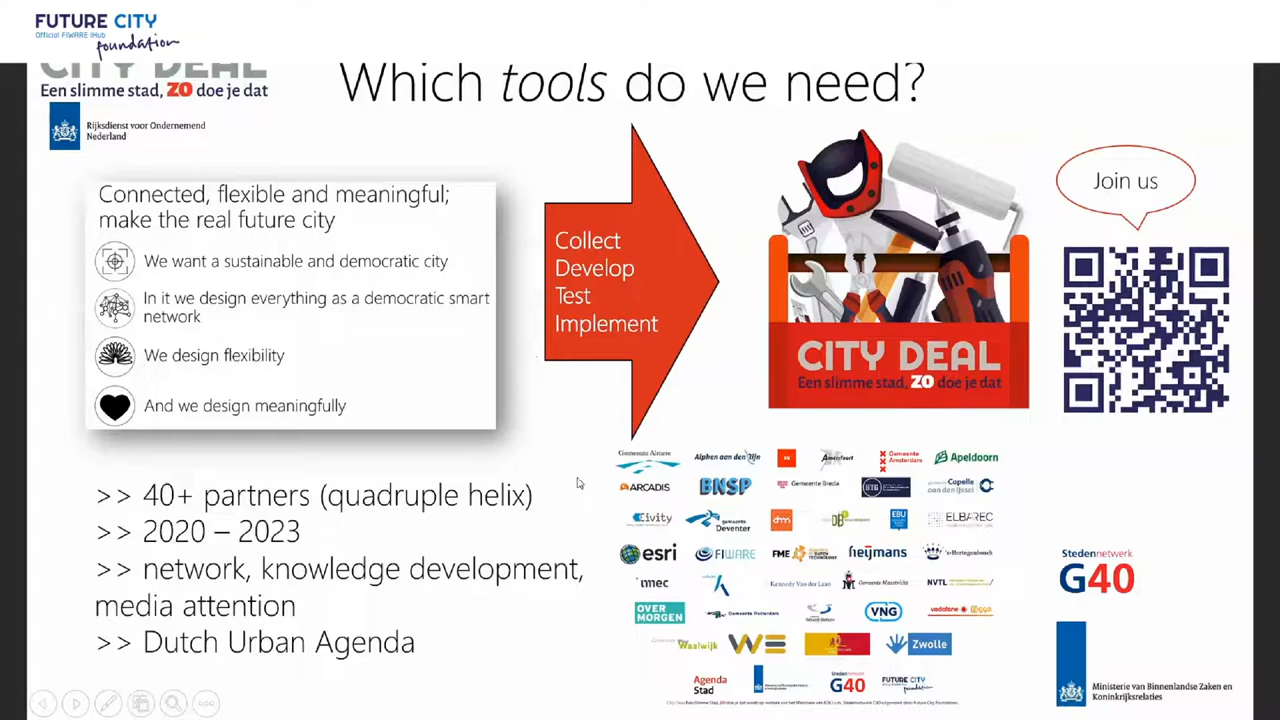 FUTURE CITY
Official FIWARE iHub
foundation
CITY DEAL
Een slimme stad, ZO doe je dat
Rijksdienst voor Ondernemend
Nederland
Which tools do we need?
Connected, flexible and meaningful;
make the real future city
We want a sustainable and democratic city
In it we design everything as a democratic smart
network
We design flexibility
And we design meaningfully
Collect
Develop
Test
Implement
CITY DEAL
Een slimme stad, ZO doe je dat
Join us
40+ partners (quadruple helix)
>> 2020 – 2023
>> network, knowledge development,
media attention
>> Dutch Urban Agenda
Gemeente Almere
Alphen aan den Rijn
Amersfoort
Gemeente
Amsterdam
Apeldoorn
ARCADIS
BNSP
Gemeente Breda
BTG
Capelle
aan den IJssel
Civity
gemeente
Deventer
dmi
EBU
ELBAREC
esri
FIWARE
FME
heijmans
's-Hertogenbosch
imec
Kennedy Van der Laan
Gemeente Maastricht
NVTL
OVER
MORGEN
Gemeente Rotterdam
VNG
vodafone
ziggo
Waalwijk
WE
Zwolle
Agenda
Stad
Stedennetwerk
G40
FUTURE CITY
foundation
Stedennetwerk
G40
Ministerie van Binnenlandse Zaken en
Koninkrijksrelaties